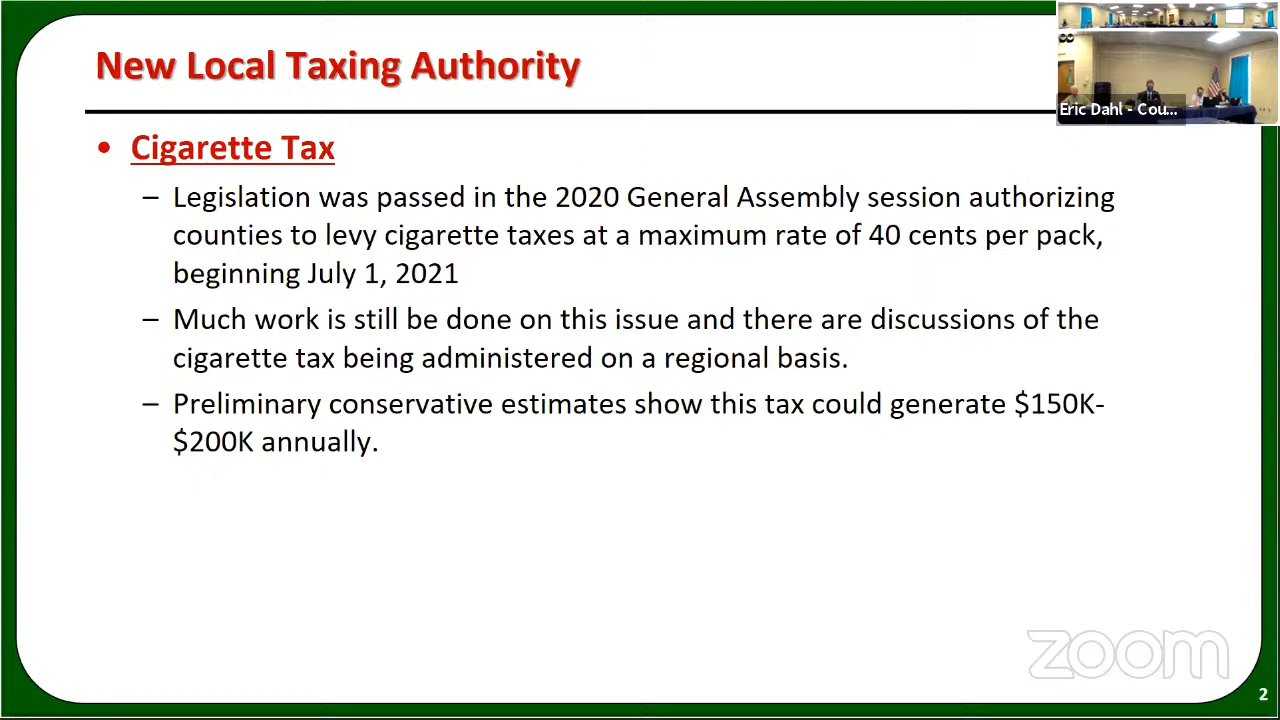 New Local Taxing Authority
• Cigarette Tax
– Legislation was passed in the 2020 General Assembly session authorizing
counties to levy cigarette taxes at a maximum rate of 40 cents per pack,
beginning July 1, 2021
– Much work is still be done on this issue and there are discussions of the
cigarette tax being administered on a regional basis.
– Preliminary conservative estimates show this tax could generate $150K-
$200K annually.
Eric Dahl - Cou...
zoom
2